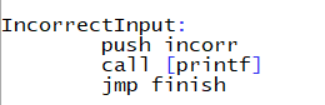 IncorrectInput:
push incorr
call [printf]
jmp finish